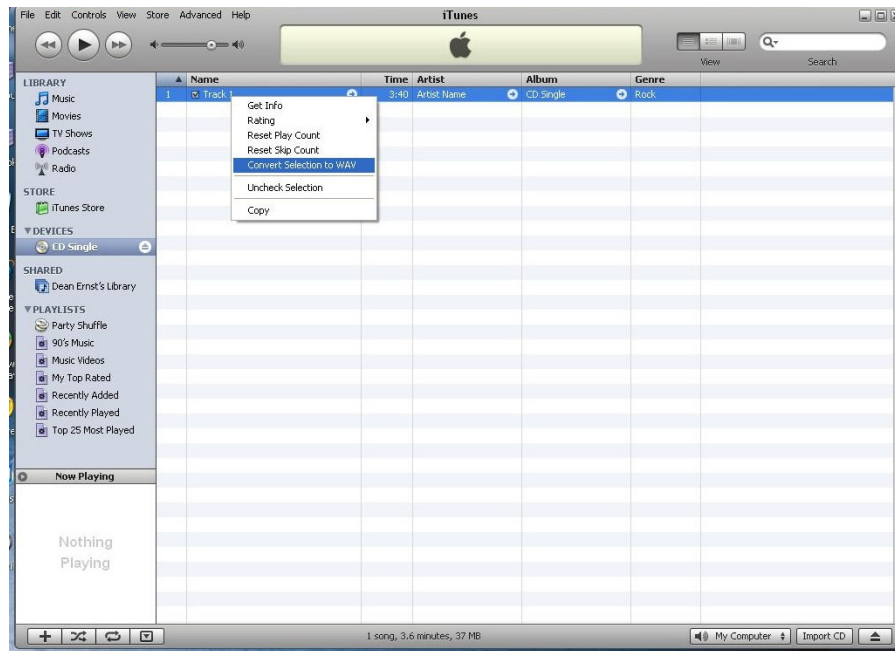 File Edit Controls View Store Advanced Help
iTunes
Q
View
Search
LIBRARY
Music
Movies
TV Shows
Podcasts
Radio
STORE
iTunes Store
DEVICES
CD Single
SHARED
Dean Ernst's Library
PLAYLISTS
Party Shuffle
90's Music
Music Videos
My Top Rated
Recently Added
Recently Played
Top 25 Most Played
Now Playing
Nothing
Playing
Name Time Artist Album Genre
1 Track 1 3:40 Artist Name CD Single Rock
Get Info
Rating
Reset Play Count
Reset Skip Count
Convert Selection to WAV
Uncheck Selection
Copy
1 song, 3.6 minutes, 37 MB
My Computer
Import CD